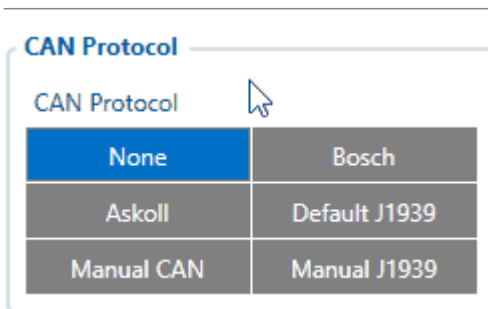 CAN Protocol
CAN Protocol
None Bosch
Askoll Default J1939
Manual CAN Manual J1939